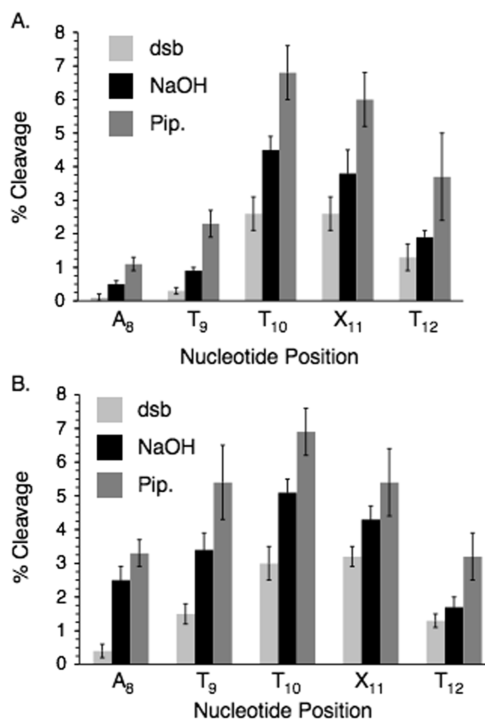 A.
8
7
6
5
4
3
2
1
0
% Cleavage
dsb
NaOH
Pip.
A₈ T₉ T₁₀ X₁₁ T₁₂
Nucleotide Position
B.
8
7
6
5
4
3
2
1
0
% Cleavage
dsb
NaOH
Pip.
A₈ T₉ T₁₀ X₁₁ T₁₂
Nucleotide Position